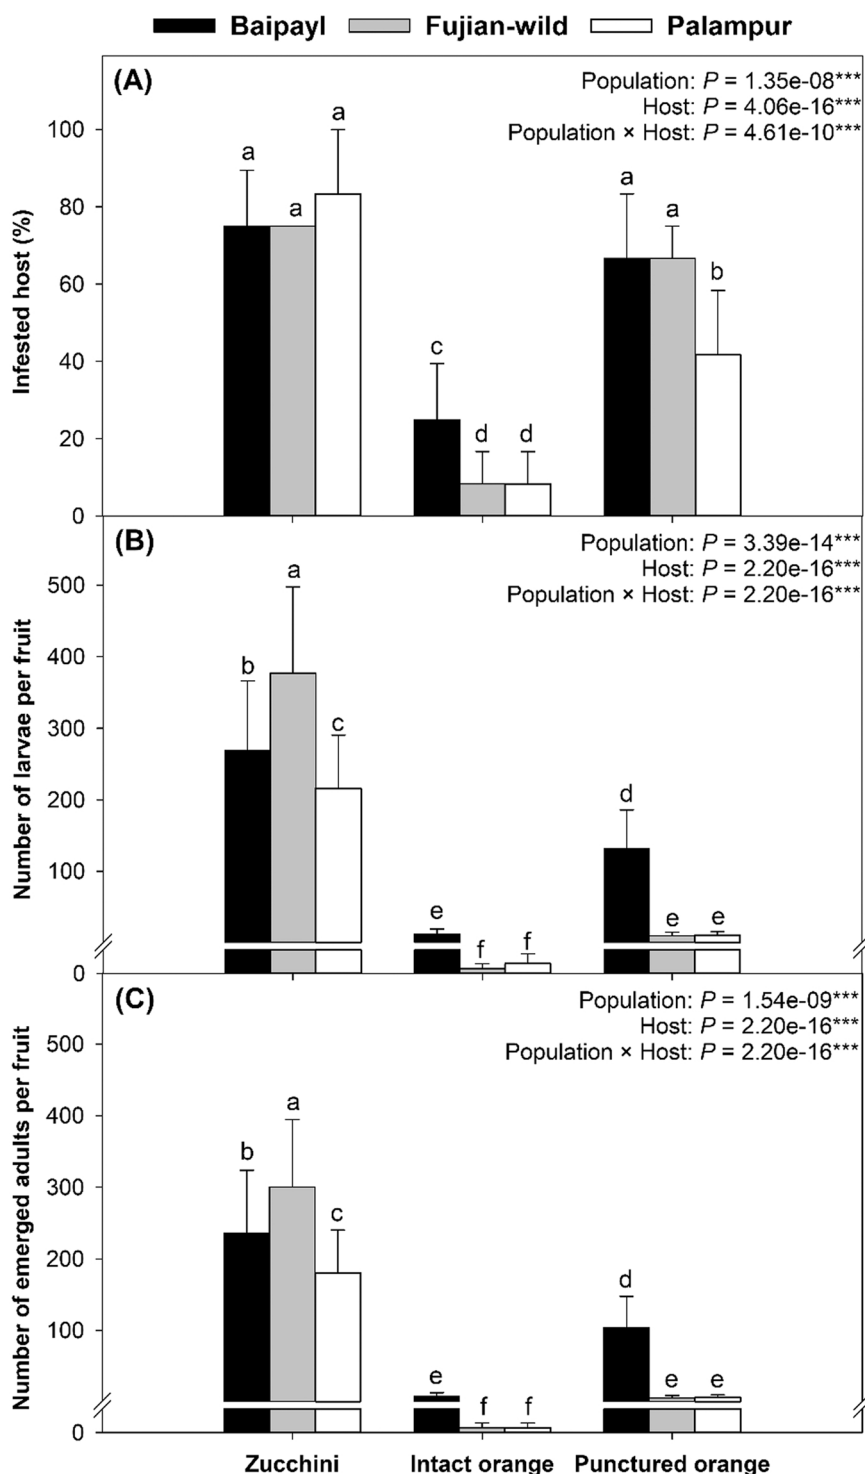 Baipayl Fujian-wild Palampur
(A)
Population: P = 1.35e-08***
Host: P = 4.06e-16***
Population × Host: P = 4.61e-10***
Infested host (%)
100
80
60
40
20
0
a
a
a
c
d
d
a
a
b
(B)
Population: P = 3.39e-14***
Host: P = 2.20e-16***
Population × Host: P = 2.20e-16***
Number of larvae per fruit
500
400
300
200
100
0
b
a
c
e
f
f
d
e
e
(C)
Population: P = 1.54e-09***
Host: P = 2.20e-16***
Population × Host: P = 2.20e-16***
Number of emerged adults per fruit
500
400
300
200
100
0
b
a
c
e
f
f
d
e
e
Zucchini Intact orange Punctured orange